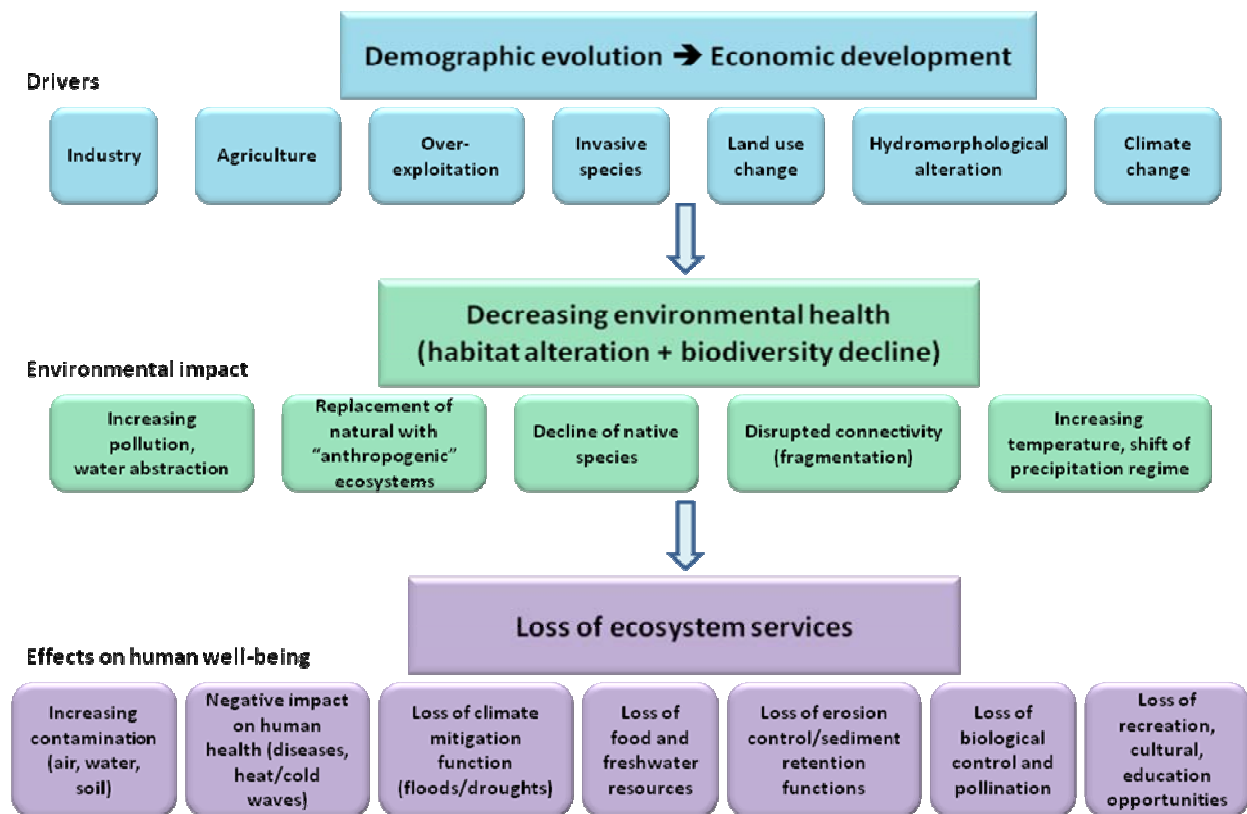 Demographic evolution ➔ Economic development
Drivers
Industry
Agriculture
Over-
exploitation
Invasive
species
Land use
change
Hydromorphological
alteration
Climate
change
Decreasing environmental health
(habitat alteration + biodiversity decline)
Environmental impact
Increasing
pollution,
water abstraction
Replacement of
natural with
“anthropogenic”
ecosystems
Decline of native
species
Disrupted connectivity
(fragmentation)
Increasing
temperature, shift of
precipitation regime
Loss of ecosystem services
Effects on human well-being
Increasing
contamination
(air, water,
soil)
Negative impact
on human
health (diseases,
heat/cold
waves)
Loss of climate
mitigation
function
(floods/droughts)
Loss of
food and
freshwater
resources
Loss of erosion
control/sediment
retention
functions
Loss of
biological
control and
pollination
Loss of
recreation,
cultural,
education
opportunities